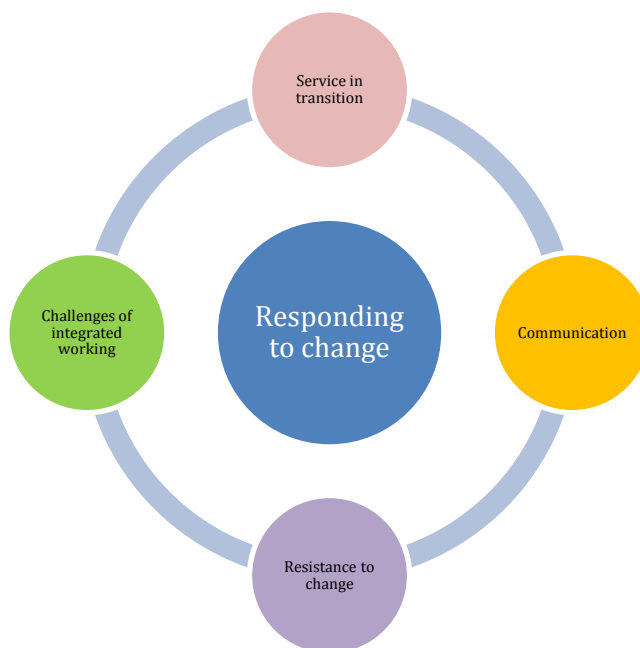 Service in
transition
Challenges of
integrated
working
Responding
to change
Communication
Resistance to
change